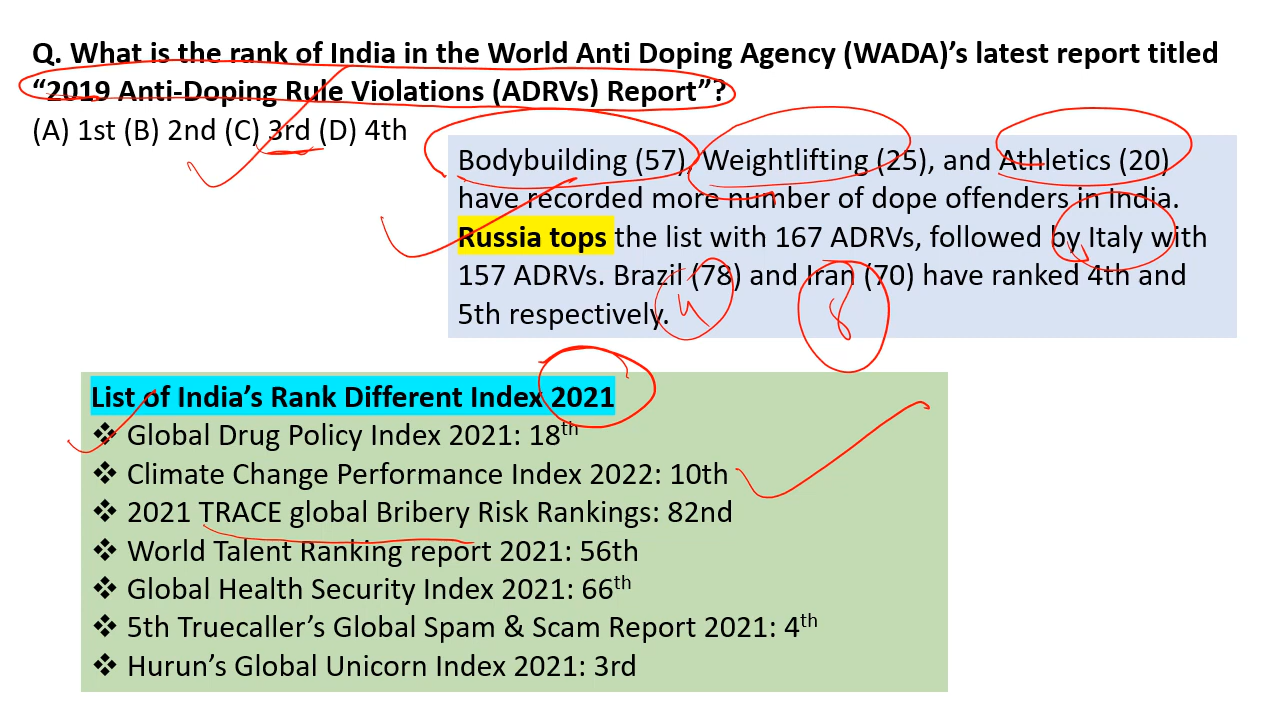 Q. What is the rank of India in the World Anti Doping Agency (WADA)’s latest report titled
“2019 Anti-Doping Rule Violations (ADRVs) Report”?
(A) 1st (B) 2nd (C) 3rd (D) 4th
Bodybuilding (57), Weightlifting (25), and Athletics (20)
have recorded more number of dope offenders in India.
Russia tops the list with 167 ADRVs, followed by Italy with
157 ADRVs. Brazil (78) and Iran (70) have ranked 4th and
5th respectively.
List of India’s Rank Different Index 2021
❖ Global Drug Policy Index 2021: 18th
❖ Climate Change Performance Index 2022: 10th
❖ 2021 TRACE global Bribery Risk Rankings: 82nd
❖ World Talent Ranking report 2021: 56th
❖ Global Health Security Index 2021: 66th
❖ 5th Truecaller’s Global Spam & Scam Report 2021: 4th
❖ Hurun’s Global Unicorn Index 2021: 3rd